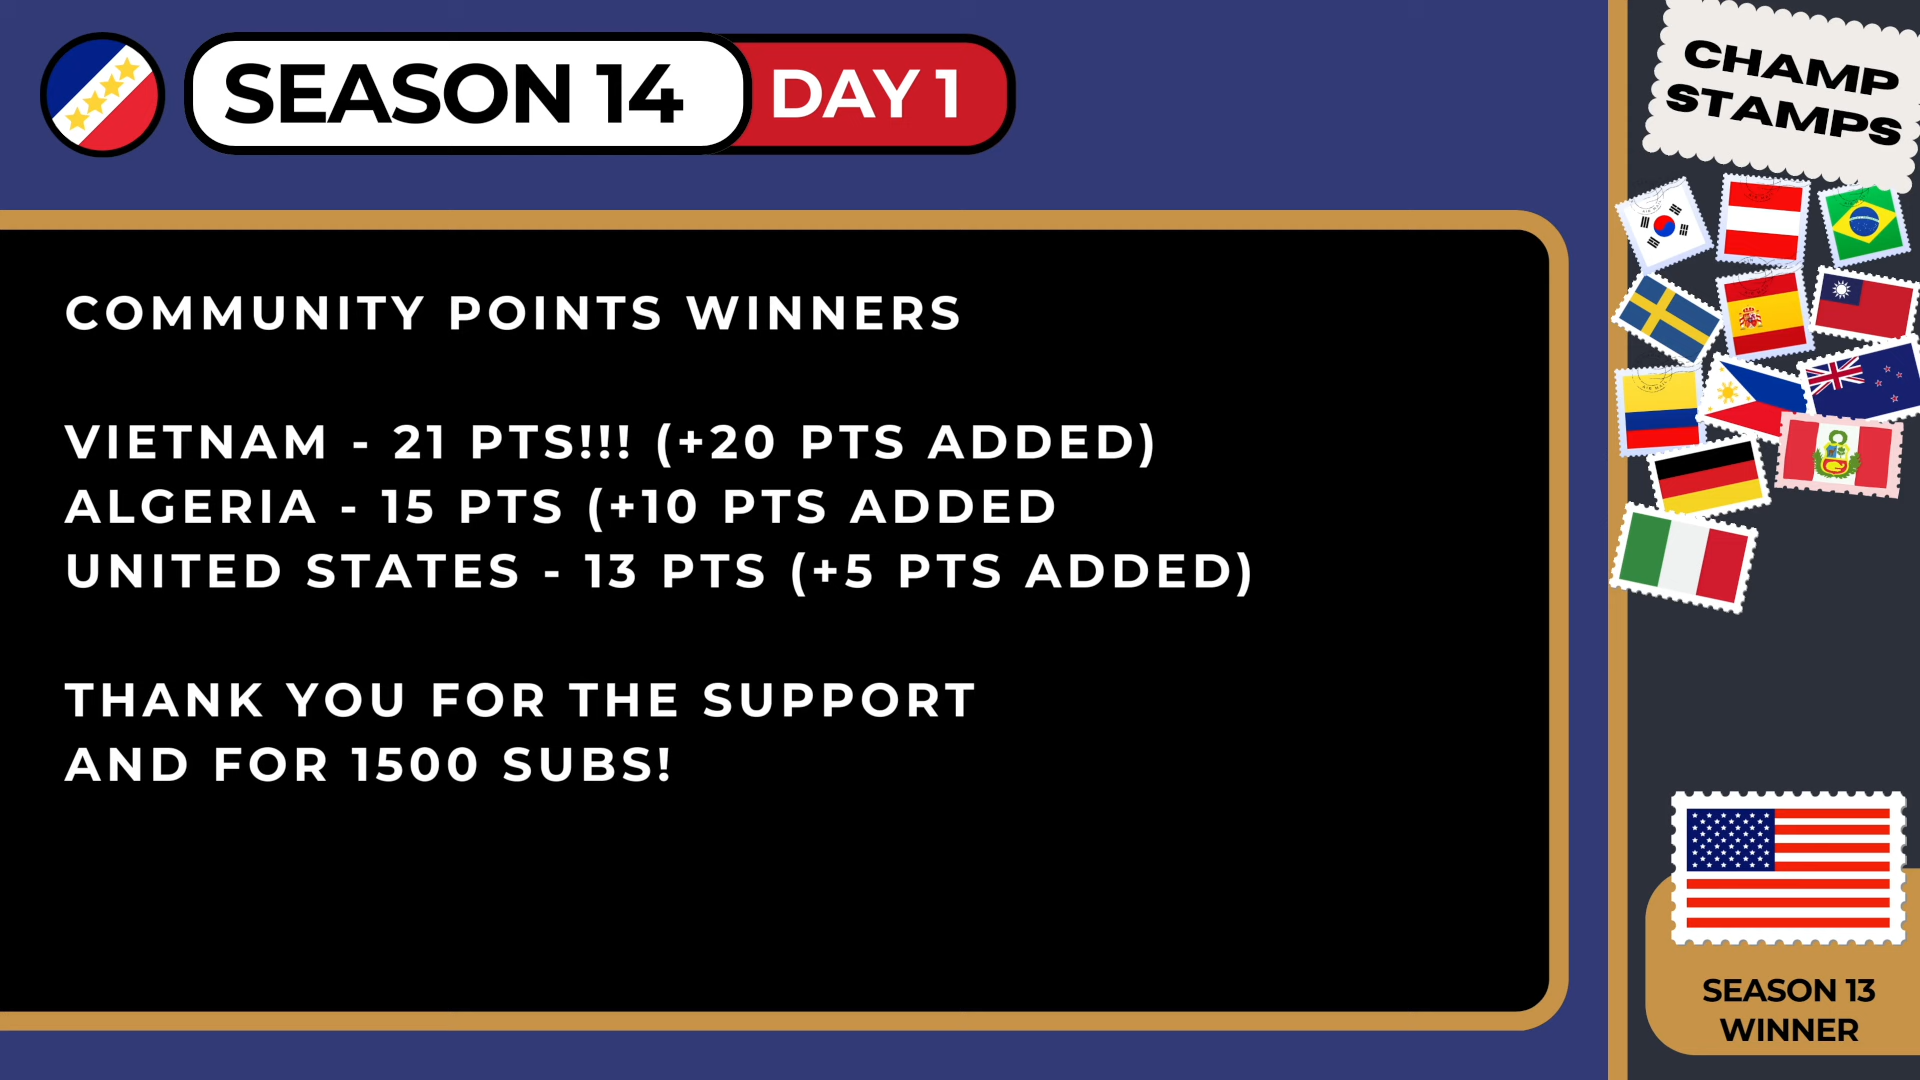 SEASON 14
DAY 1
CHAMP
STAMPS
COMMUNITY POINTS WINNERS
VIETNAM - 21 PTS!!! (+20 PTS ADDED)
ALGERIA - 15 PTS (+10 PTS ADDED
UNITED STATES - 13 PTS (+5 PTS ADDED)
THANK YOU FOR THE SUPPORT
AND FOR 1500 SUBS!
SEASON 13
WINNER